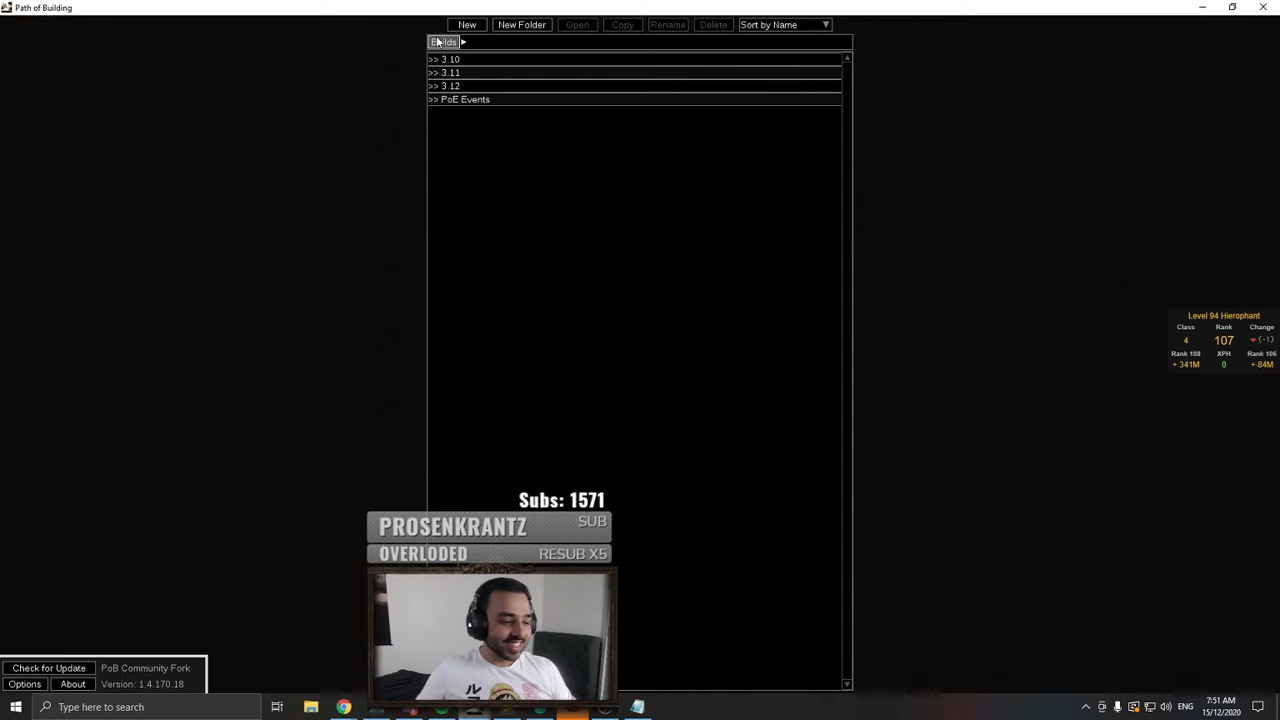 Path of Building
New New Folder Open Copy Rename Delete Sort by Name
>> 3.10
>> 3.11
>> 3.12
>> PoE Events
Level 94 Hierophant
Class Rank Change
4 107 (-1)
Rank 108 XPH Rank 106
+ 341M 0 + 84M
Subs: 1571
PROSENKRANTZ SUB
OVERLODED RESUB X5
Check for Update PoB Community Fork
Options About Version: 1.4.170.18
Type here to search
ENG
7:51 AM
15/12/2020